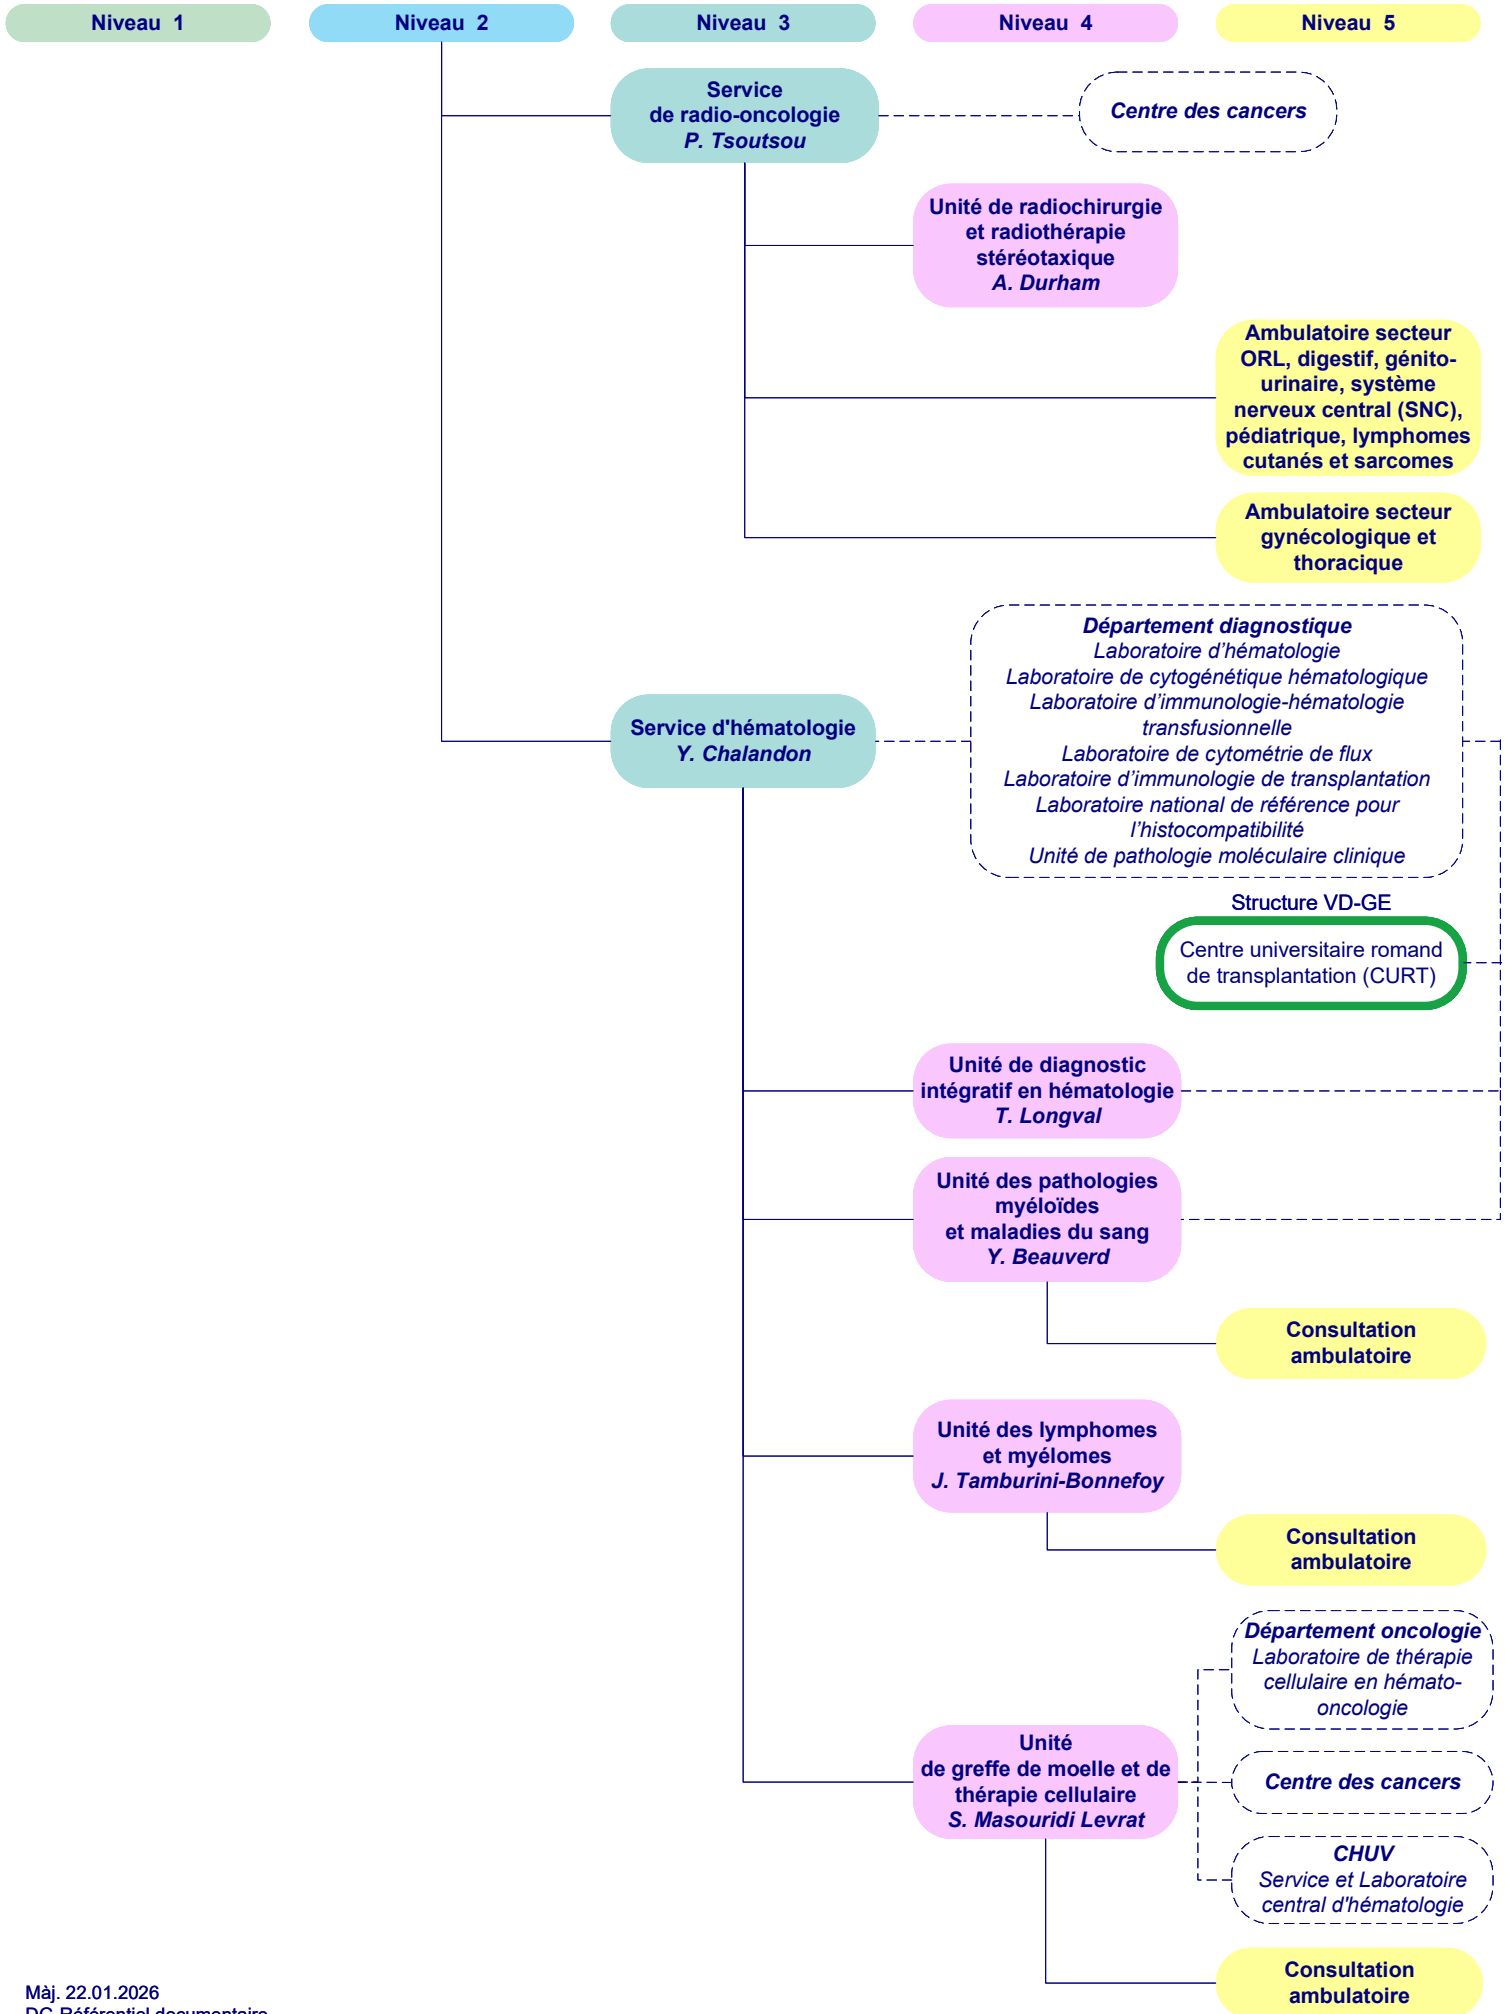 Niveau 1
Niveau 2
Niveau 3
Niveau 4
Niveau 5
Service
de radio-oncologie
P. Tsoutsou
Centre des cancers
Unité de radiochirurgie
et radiothérapie
stéréotaxique
A. Durham
Ambulatoire secteur
ORL, digestif, génito-
urinaire, système
nerveux central (SNC),
pédiatrique, lymphomes
cutanés et sarcomes
Ambulatoire secteur
gynécologique et
thoracique
Service d'hématologie
Y. Chalandon
Département diagnostique
Laboratoire d’hématologie
Laboratoire de cytogénétique hématologique
Laboratoire d’immunologie-hématologie
transfusionnelle
Laboratoire de cytométrie de flux
Laboratoire d’immunologie de transplantation
Laboratoire national de référence pour
l’histocompatibilité
Unité de pathologie moléculaire clinique
Structure VD-GE
Centre universitaire romand
de transplantation (CURT)
Unité de diagnostic
intégratif en hématologie
T. Longval
Unité des pathologies
myéloïdes
et maladies du sang
Y. Beauverd
Consultation
ambulatoire
Unité des lymphomes
et myélomes
J. Tamburini-Bonnefoy
Consultation
ambulatoire
Département oncologie
Laboratoire de thérapie
cellulaire en hémato-
oncologie
Unité
de greffe de moelle et de
thérapie cellulaire
S. Masouridi Levrat
Centre des cancers
CHUV
Service et Laboratoire
central d'hématologie
Consultation
ambulatoire
Màj. 22.01.2026
DG-Référentiel documentaire